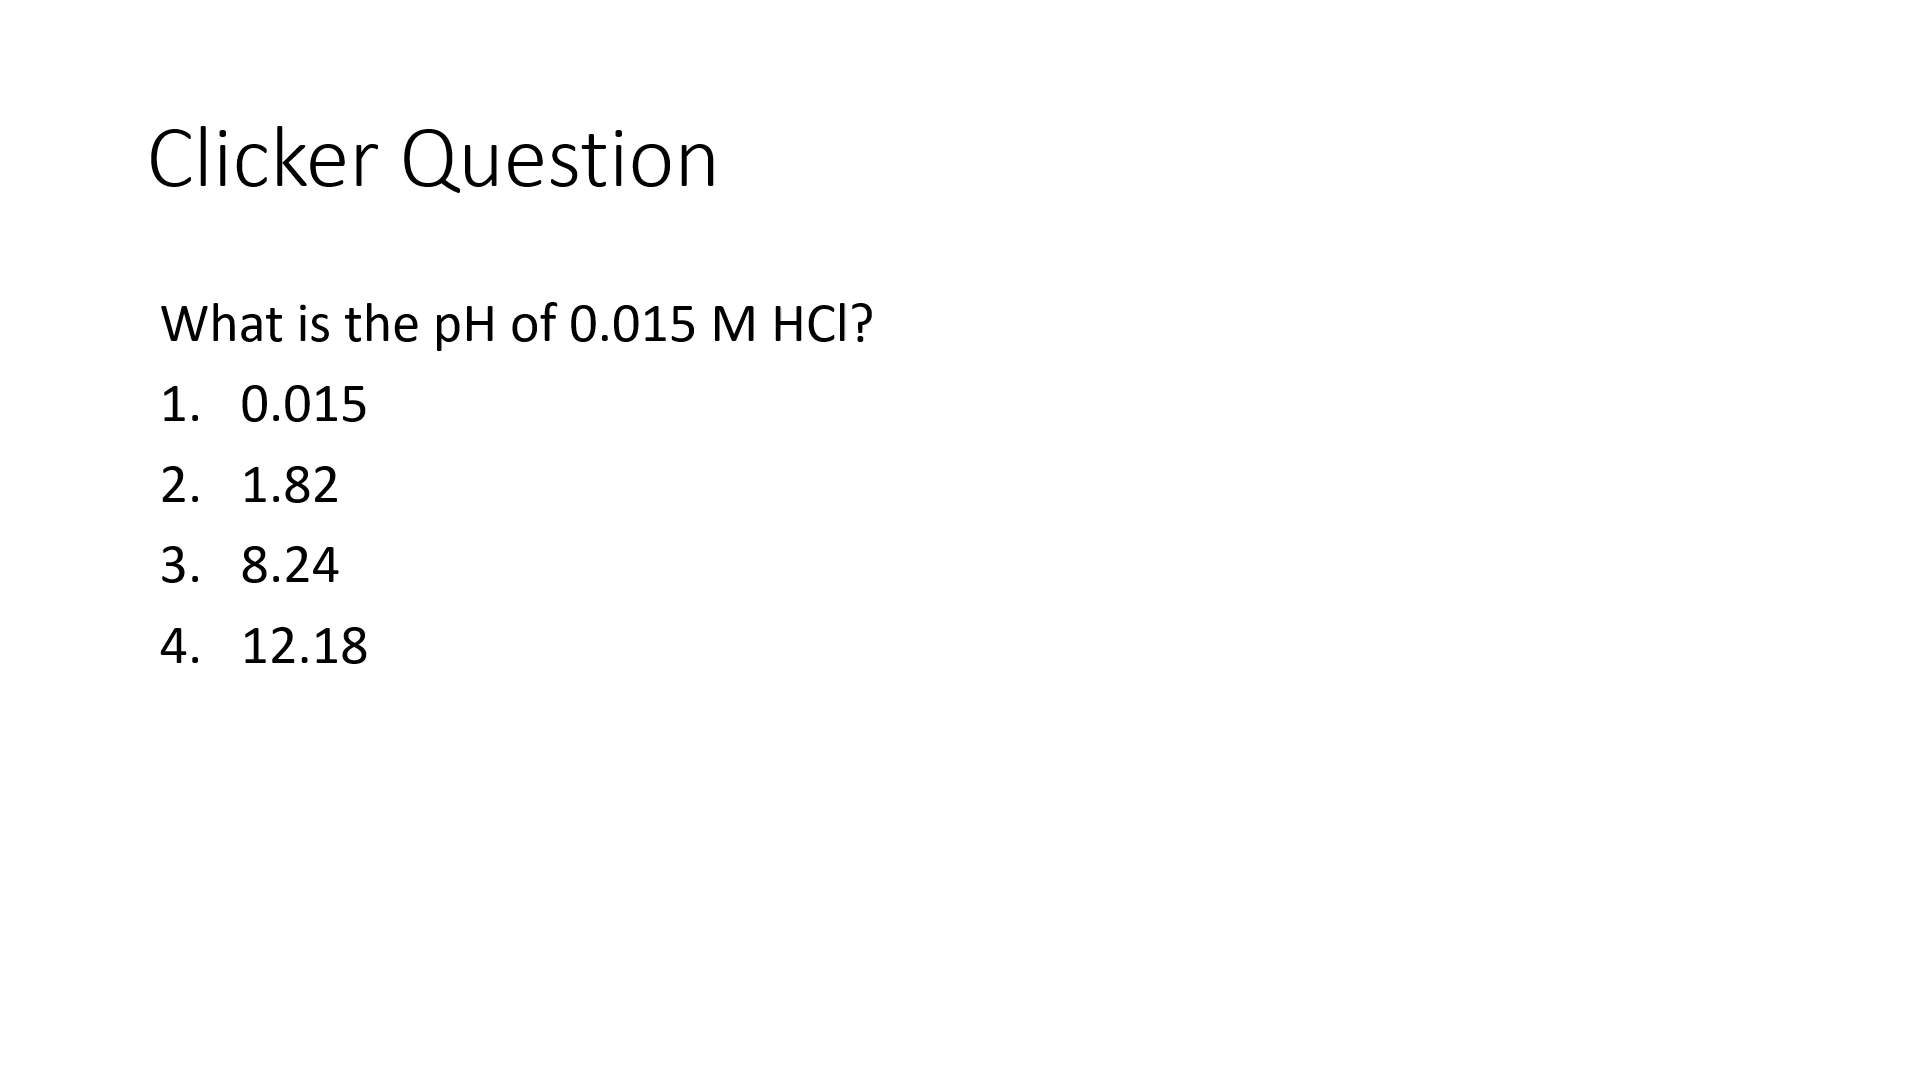 Clicker Question
What is the pH of 0.015 M HCl?
1. 0.015
2. 1.82
3. 8.24
4. 12.18